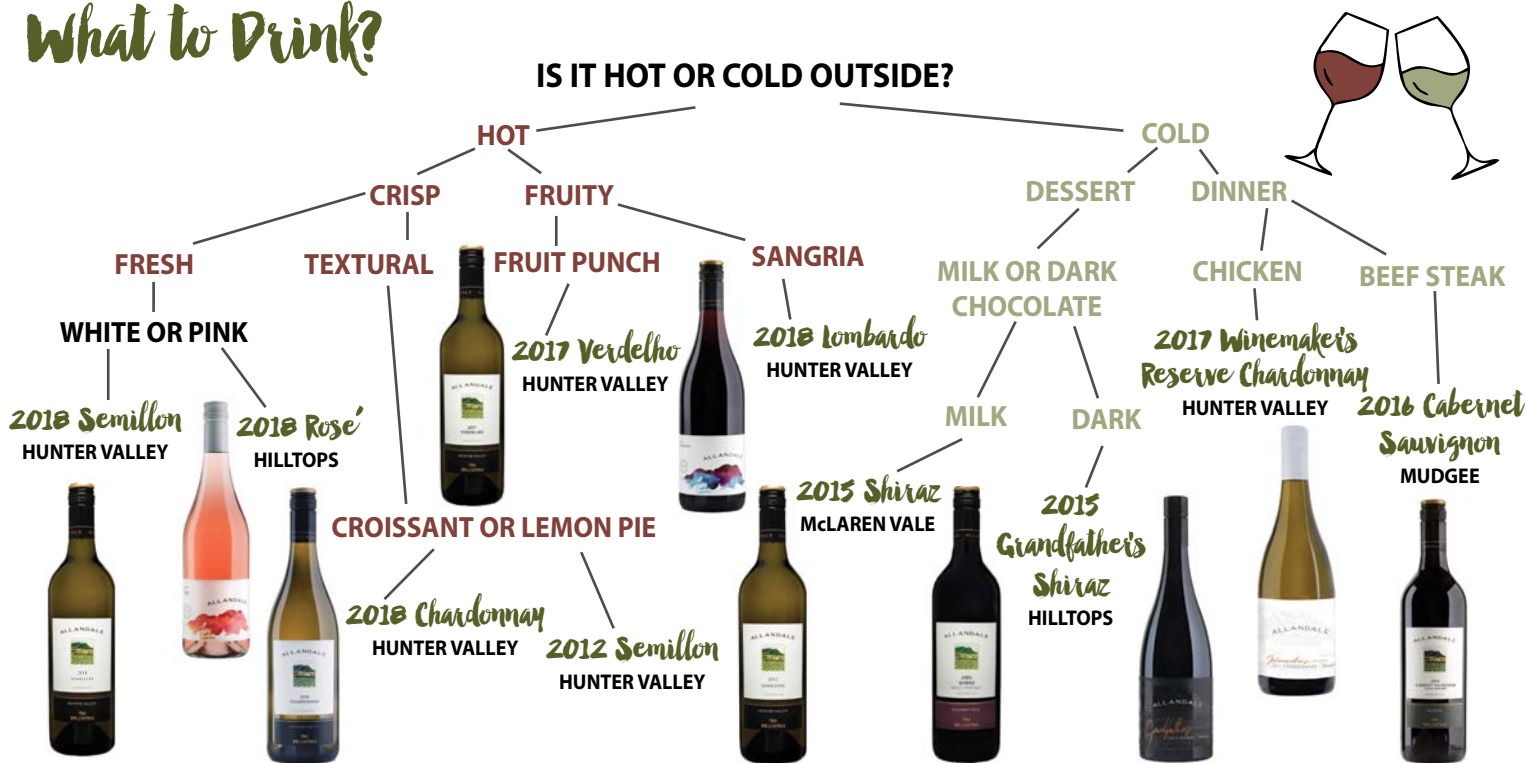 What to Drink?
IS IT HOT OR COLD OUTSIDE?
HOT
COLD
CRISP
FRUITY
DESSERT
DINNER
FRESH
TEXTURAL
FRUIT PUNCH
SANGRIA
MILK OR DARK
CHOCOLATE
CHICKEN
BEEF STEAK
WHITE OR PINK
2017 Verdelho
HUNTER VALLEY
2018 Lombardo
HUNTER VALLEY
2017 Winemaker's
Reserve Chardonnay
HUNTER VALLEY
2018 Semillon
HUNTER VALLEY
2018 Rose´
HILLTOPS
MILK
DARK
2016 Cabernet
Sauvignon
MUDGEE
CROISSANT OR LEMON PIE
2015 Shiraz
McLAREN VALE
2015
Grandfather's
Shiraz
HILLTOPS
2018 Chardonnay
HUNTER VALLEY
2012 Semillon
HUNTER VALLEY
ALLANDALE
ALLANDALE
ALLANDALE
ALLANDALE
ALLANDALE
ALLANDALE
ALLANDALE
ALLANDALE
ALLANDALE
ALLANDALE